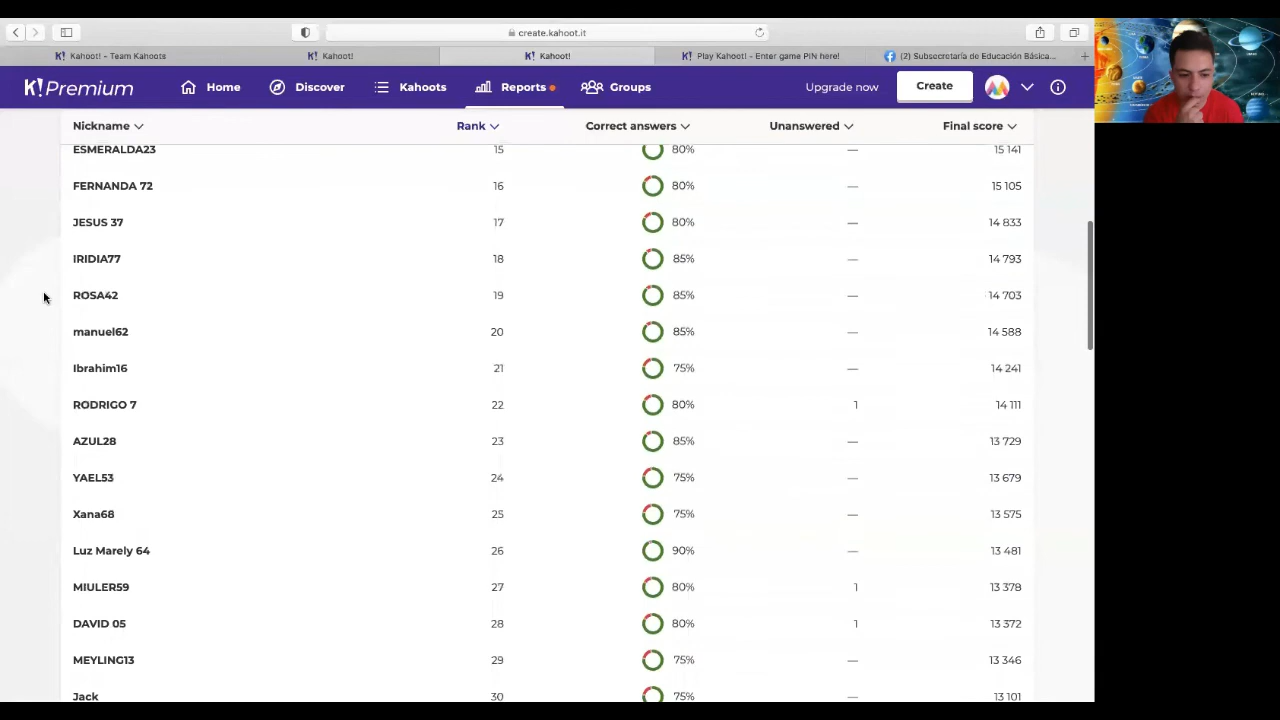 create.kahoot.it
K! Kahoot! - Team Kahoots
K! Kahoot!
K! Kahoot!
K! Play Kahoot! - Enter game PIN here!
(2) Subsecretaría de Educación Básica...
K! Premium
Home
Discover
Kahoots
Reports
Groups
Upgrade now
Create
Nickname Rank Correct answers Unanswered Final score
ESMERALDA23 15 80% — 15 141
FERNANDA 72 16 80% — 15 105
JESUS 37 17 80% — 14 833
IRIDIA77 18 85% — 14 793
ROSA42 19 85% — 14 703
manuel62 20 85% — 14 588
Ibrahim16 21 75% — 14 241
RODRIGO 7 22 80% 1 14 111
AZUL28 23 85% — 13 729
YAEL53 24 75% — 13 679
Xana68 25 75% — 13 575
Luz Marely 64 26 90% — 13 481
MIULER59 27 80% 1 13 378
DAVID 05 28 80% 1 13 372
MEYLING13 29 75% — 13 346
Jack 30 75% — 13 101